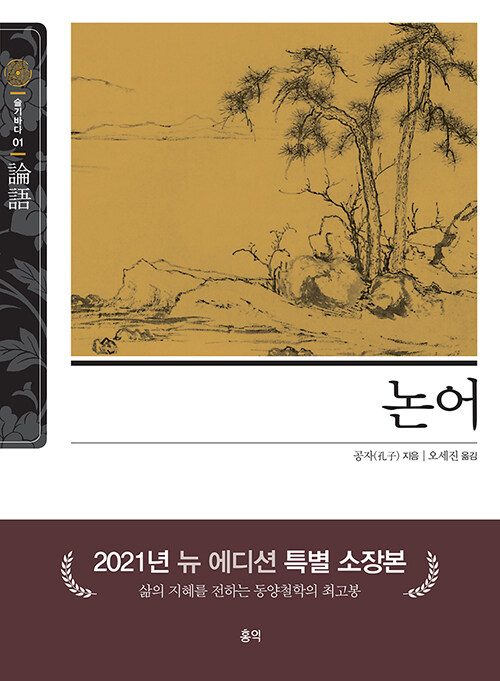 슬기바다 01
論語
논어
공자(孔子) 지음 | 오세진 옮김
2021년 뉴 에디션 특별 소장본
삶의 지혜를 전하는 동양철학의 최고봉
홍익